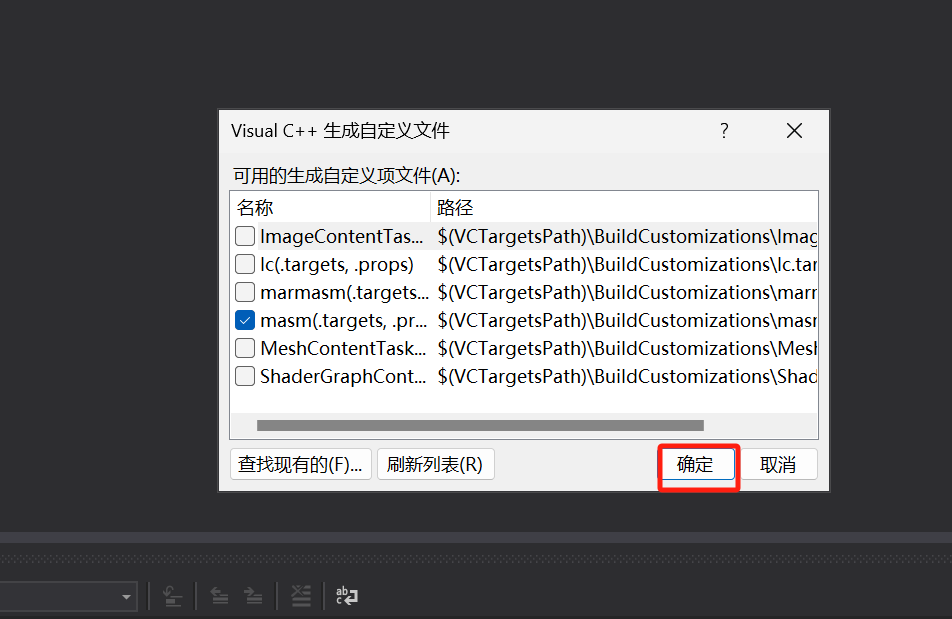 Visual C++ 生成自定义文件 ?
可用的生成自定义项文件(A):
名称 路径
ImageContentTas... $(VCTargetsPath)\BuildCustomizations\Imag
lc(.targets, .props) $(VCTargetsPath)\BuildCustomizations\lc.tar
marmasm(.targets... $(VCTargetsPath)\BuildCustomizations\marr
masm(.targets, .pr... $(VCTargetsPath)\BuildCustomizations\masr
MeshContentTask... $(VCTargetsPath)\BuildCustomizations\Mesh
ShaderGraphCont... $(VCTargetsPath)\BuildCustomizations\Shad
查找现有的(F)... 刷新列表(R) 确定 取消
ab
c